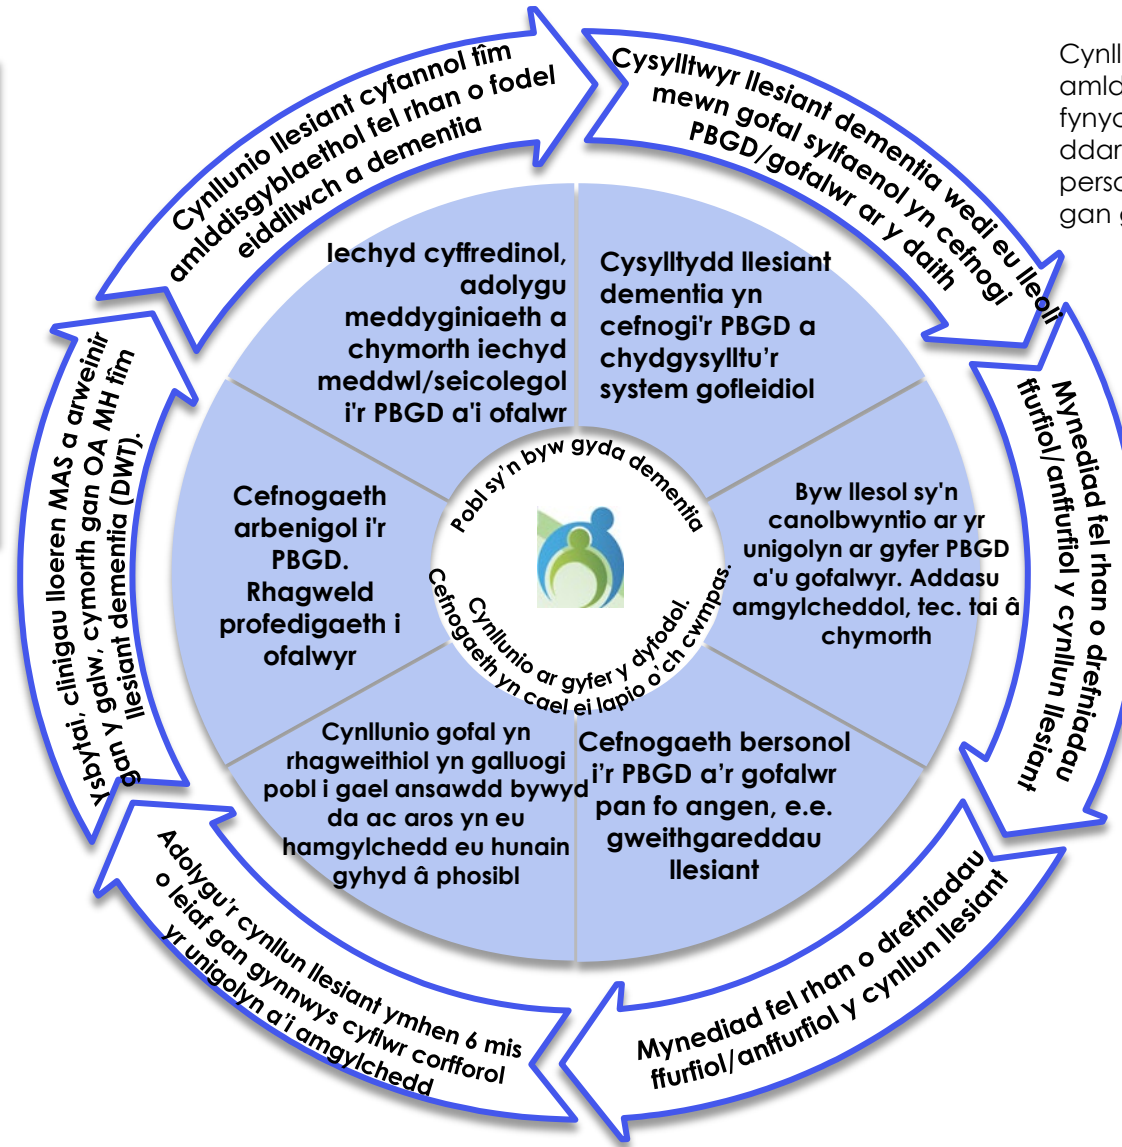 Cynllunio llesiant cyfannol tîm
amlddisgyblaethol fel rhan o fodel
eiddilwch a dementia
Cysylltwyr llesiant dementia wedi eu lleoli
mewn gofal sylfaenol yn cefnogi
PBGD/gofalwr ar y daith
Mynediad fel rhan o drefniadau
ffurfiol/anffurfiol y cynllun llesiant
Mynediad fel rhan o drefniadau
ffurfiol/anffurfiol y cynllun llesiant
Adolygu'r cynllun llesiant ymhen 6 mis
o leiaf gan gynnwys cyflwr corfforol
yr unigolyn a'i amgylchedd
Ysbytai, clinigau lloeren MAS a arweinir
gan y galw, cymorth gan OA MH tîm
llesiant dementia (DWT).
Iechyd cyffredinol,
adolygu
meddyginiaeth a
chymorth iechyd
meddwl/seicolegol
i'r PBGD a'i ofalwr
Cysylltydd llesiant
dementia yn
cefnogi'r PBGD a
chydgysylltu'r
system gofleidiol
Byw llesol sy'n
canolbwyntio ar yr
unigolyn ar gyfer PBGD
a'u gofalwyr. Addasu
amgylcheddol, tec. tai â
chymorth
Cefnogaeth bersonol
i'r PBGD a'r gofalwr
pan fo angen, e.e.
gweithgareddau
llesiant
Cynllunio gofal yn
rhagweithiol yn galluogi
pobl i gael ansawdd bywyd
da ac aros yn eu
hamgylchedd eu hunain
gyhyd â phosibl
Cefnogaeth
arbenigol i'r
PBGD.
Rhagweld
profedigaeth i
ofalwyr
Pobl sy'n byw gyda dementia
Cynllunio ar gyfer y dyfodol.
Cefnogaeth yn cael ei lapio o'ch cwmpas.
Cynll
amld
fynyc
ddar
perso
gan g